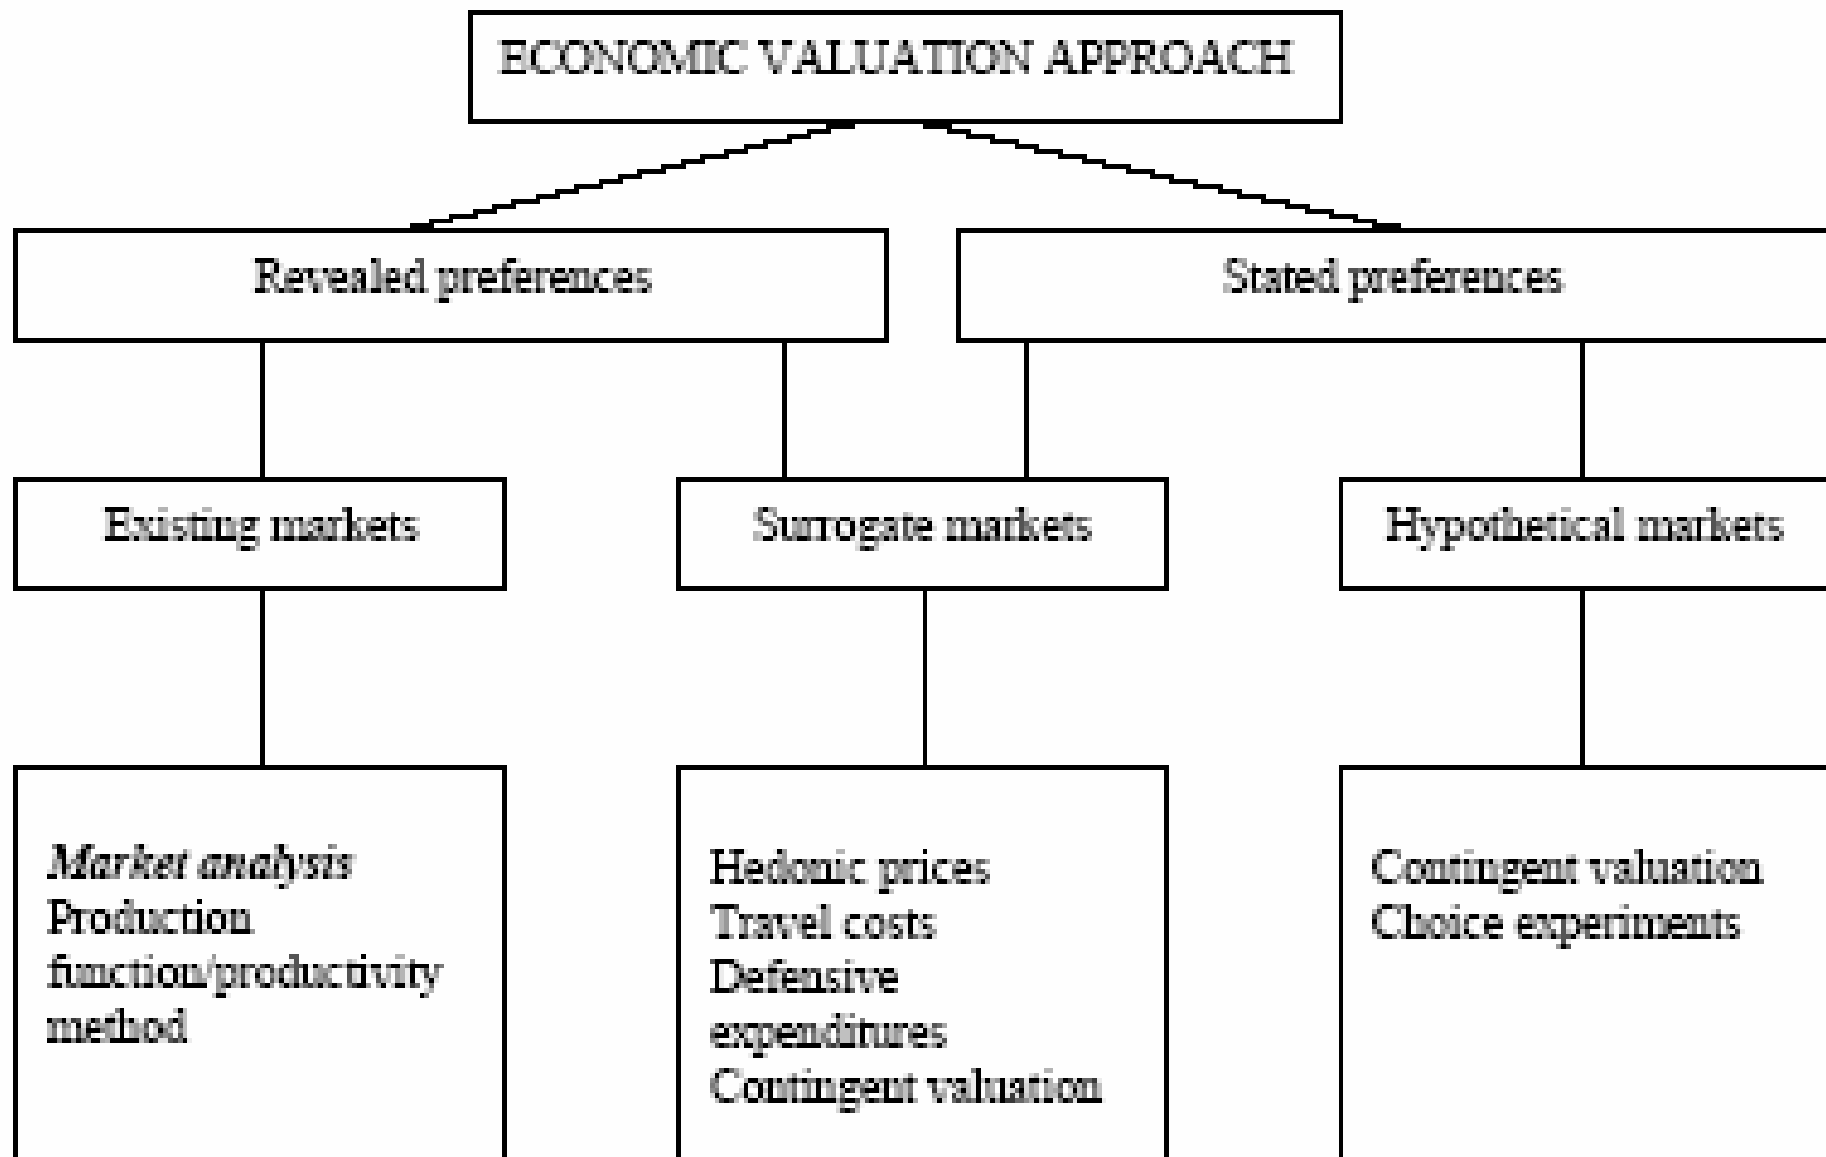 ECONOMIC VALUATION APPROACH
Revealed preferences
Stated preferences
Existing markets
Surrogate markets
Hypothetical markets
Market analysis
Production
function/productivity
method
Hedonic prices
Travel costs
Defensive
expenditures
Contingent valuation
Contingent valuation
Choice experiments